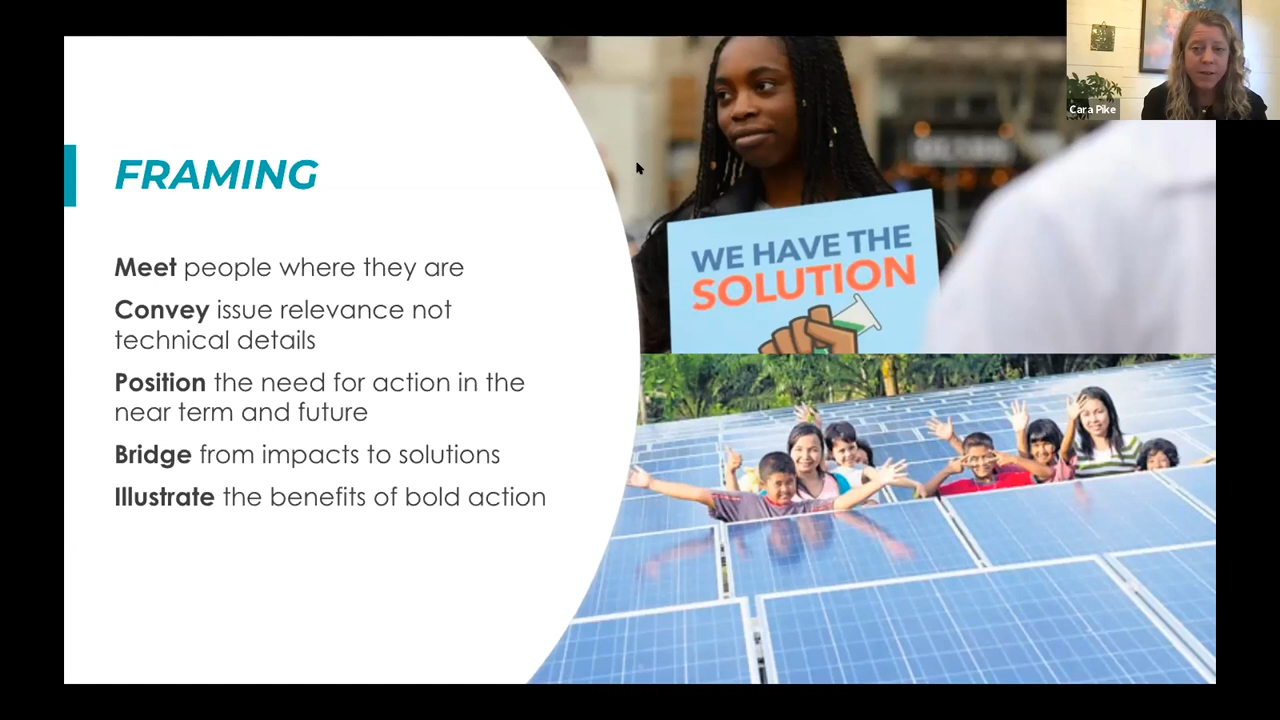 Cara Pike
FRAMING
Meet people where they are
Convey issue relevance not
technical details
Position the need for action in the
near term and future
Bridge from impacts to solutions
Illustrate the benefits of bold action
WE HAVE THE
SOLUTION